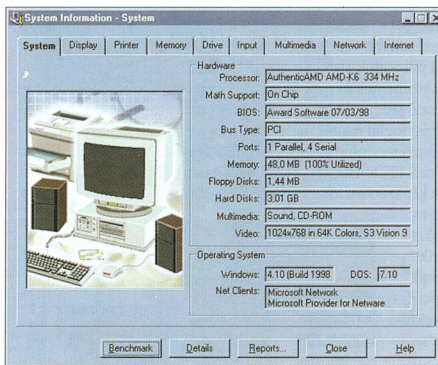 System Information - System
System Display Printer Memory Drive Input Multimedia Network Internet
Hardware
Processor: AuthenticAMD AMD-K6 334 MHz
Math Support: On Chip
BIOS: Award Software 07/03/98
Bus Type: PCI
Ports: 1 Parallel, 4 Serial
Memory: 48,0 MB (100% Utilized)
Floppy Disks: 1,44 MB
Hard Disks: 3,01 GB
Multimedia: Sound, CD-ROM
Video: 1024x768 in 64K Colors, S3 Vision 9
Operating System
Windows: 4.10 (Build 1998 DOS: 7.10
Net Clients: Microsoft Network
Microsoft Provider for Netware
Benchmark Details Reports... Close Help